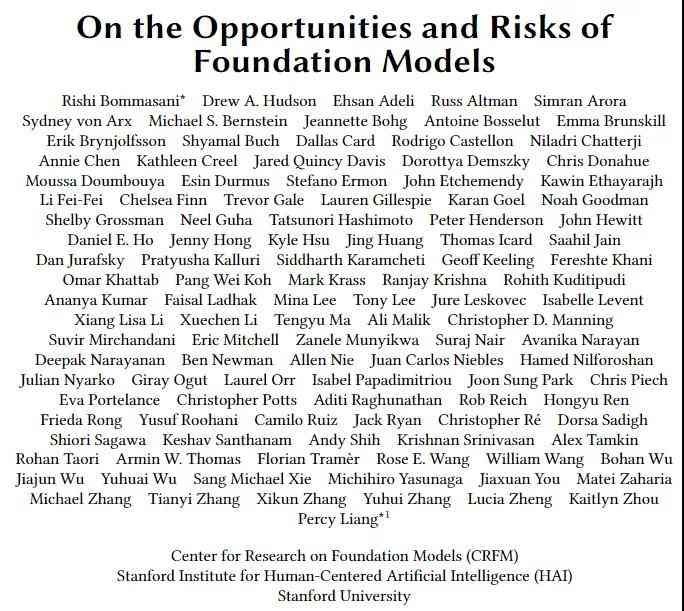 On the Opportunities and Risks of
Foundation Models
Rishi Bommasani* Drew A. Hudson Ehsan Adeli Russ Altman Simran Arora
Sydney von Arx Michael S. Bernstein Jeannette Bohg Antoine Bosselut Emma Brunskill
Erik Brynjolfsson Shyamal Buch Dallas Card Rodrigo Castellon Niladri Chatterji
Annie Chen Kathleen Creel Jared Quincy Davis Dorottya Demszky Chris Donahue
Moussa Doumbouya Esin Durmus Stefano Ermon John Etchemendy Kawin Ethayarajh
Li Fei-Fei Chelsea Finn Trevor Gale Lauren Gillespie Karan Goel Noah Goodman
Shelby Grossman Neel Guha Tatsunori Hashimoto Peter Henderson John Hewitt
Daniel E. Ho Jenny Hong Kyle Hsu Jing Huang Thomas Icard Saahil Jain
Dan Jurafsky Pratyusha Kalluri Siddharth Karamcheti Geoff Keeling Fereshte Khani
Omar Khattab Pang Wei Koh Mark Krass Ranjay Krishna Rohith Kuditipudi
Ananya Kumar Faisal Ladhak Mina Lee Tony Lee Jure Leskovec Isabelle Levent
Xiang Lisa Li Xuechen Li Tengyu Ma Ali Malik Christopher D. Manning
Suvir Mirchandani Eric Mitchell Zanele Munyikwa Suraj Nair Avanika Narayan
Deepak Narayanan Ben Newman Allen Nie Juan Carlos Niebles Hamed Nilforoshan
Julian Nyarko Giray Ogut Laurel Orr Isabel Papadimitriou Joon Sung Park Chris Piech
Eva Portelance Christopher Potts Aditi Raghunathan Rob Reich Hongyu Ren
Frieda Rong Yusuf Roohani Camilo Ruiz Jack Ryan Christopher Ré Dorsa Sadigh
Shiori Sagawa Keshav Santhanam Andy Shih Krishnan Srinivasan Alex Tamkin
Rohan Taori Armin W. Thomas Florian Tramèr Rose E. Wang William Wang Bohan Wu
Jiajun Wu Yuhuai Wu Sang Michael Xie Michihiro Yasunaga Jiaxuan You Matei Zaharia
Michael Zhang Tianyi Zhang Xikun Zhang Yuhui Zhang Lucia Zheng Kaitlyn Zhou
Percy Liang*1
Center for Research on Foundation Models (CRFM)
Stanford Institute for Human-Centered Artificial Intelligence (HAI)
Stanford University